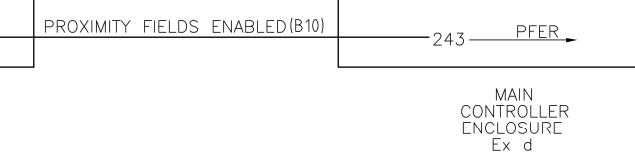 PROXIMITY FIELDS ENABLED(B10)
243 PFER
MAIN
CONTROLLER
ENCLOSURE
Ex d